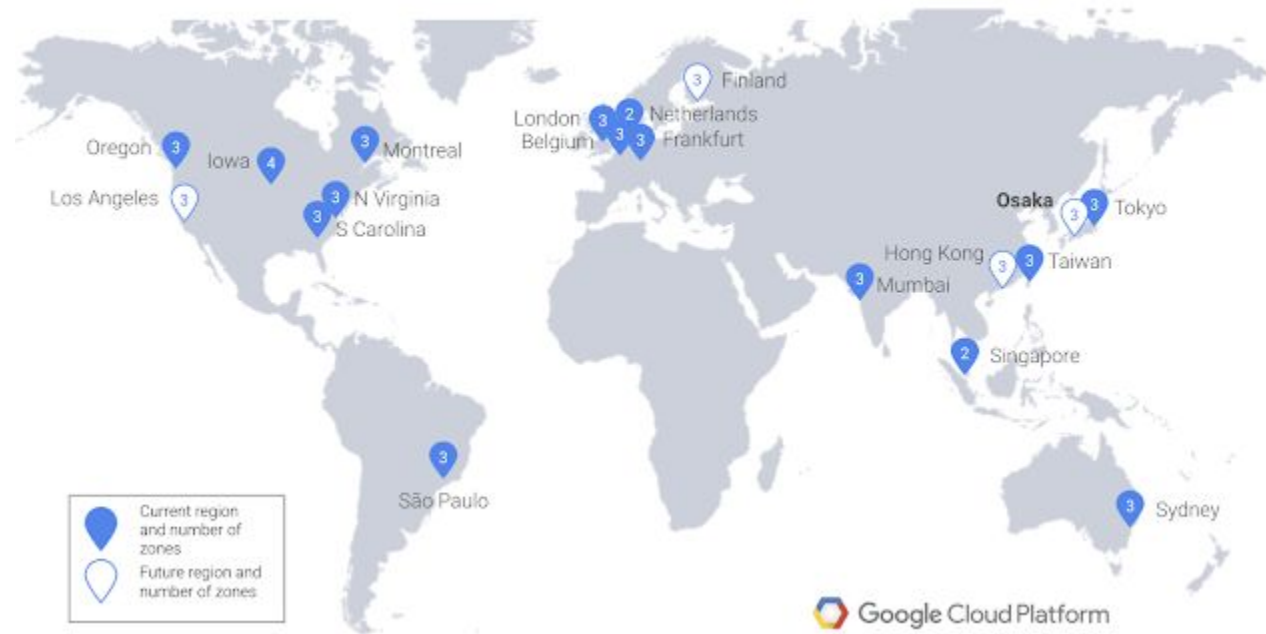 3
Finland
London
3
2
Netherlands
Belgium
3
3
Frankfurt
Oregon
3
Iowa
4
3
Montreal
Los Angeles
3
3
N Virginia
3
S Carolina
Osaka
3
3
Tokyo
Hong Kong
3
3
Taiwan
3
Mumbai
2
Singapore
3
São Paulo
3
Sydney
Current region
and number of
zones
Future region and
number of zones
Google Cloud Platform